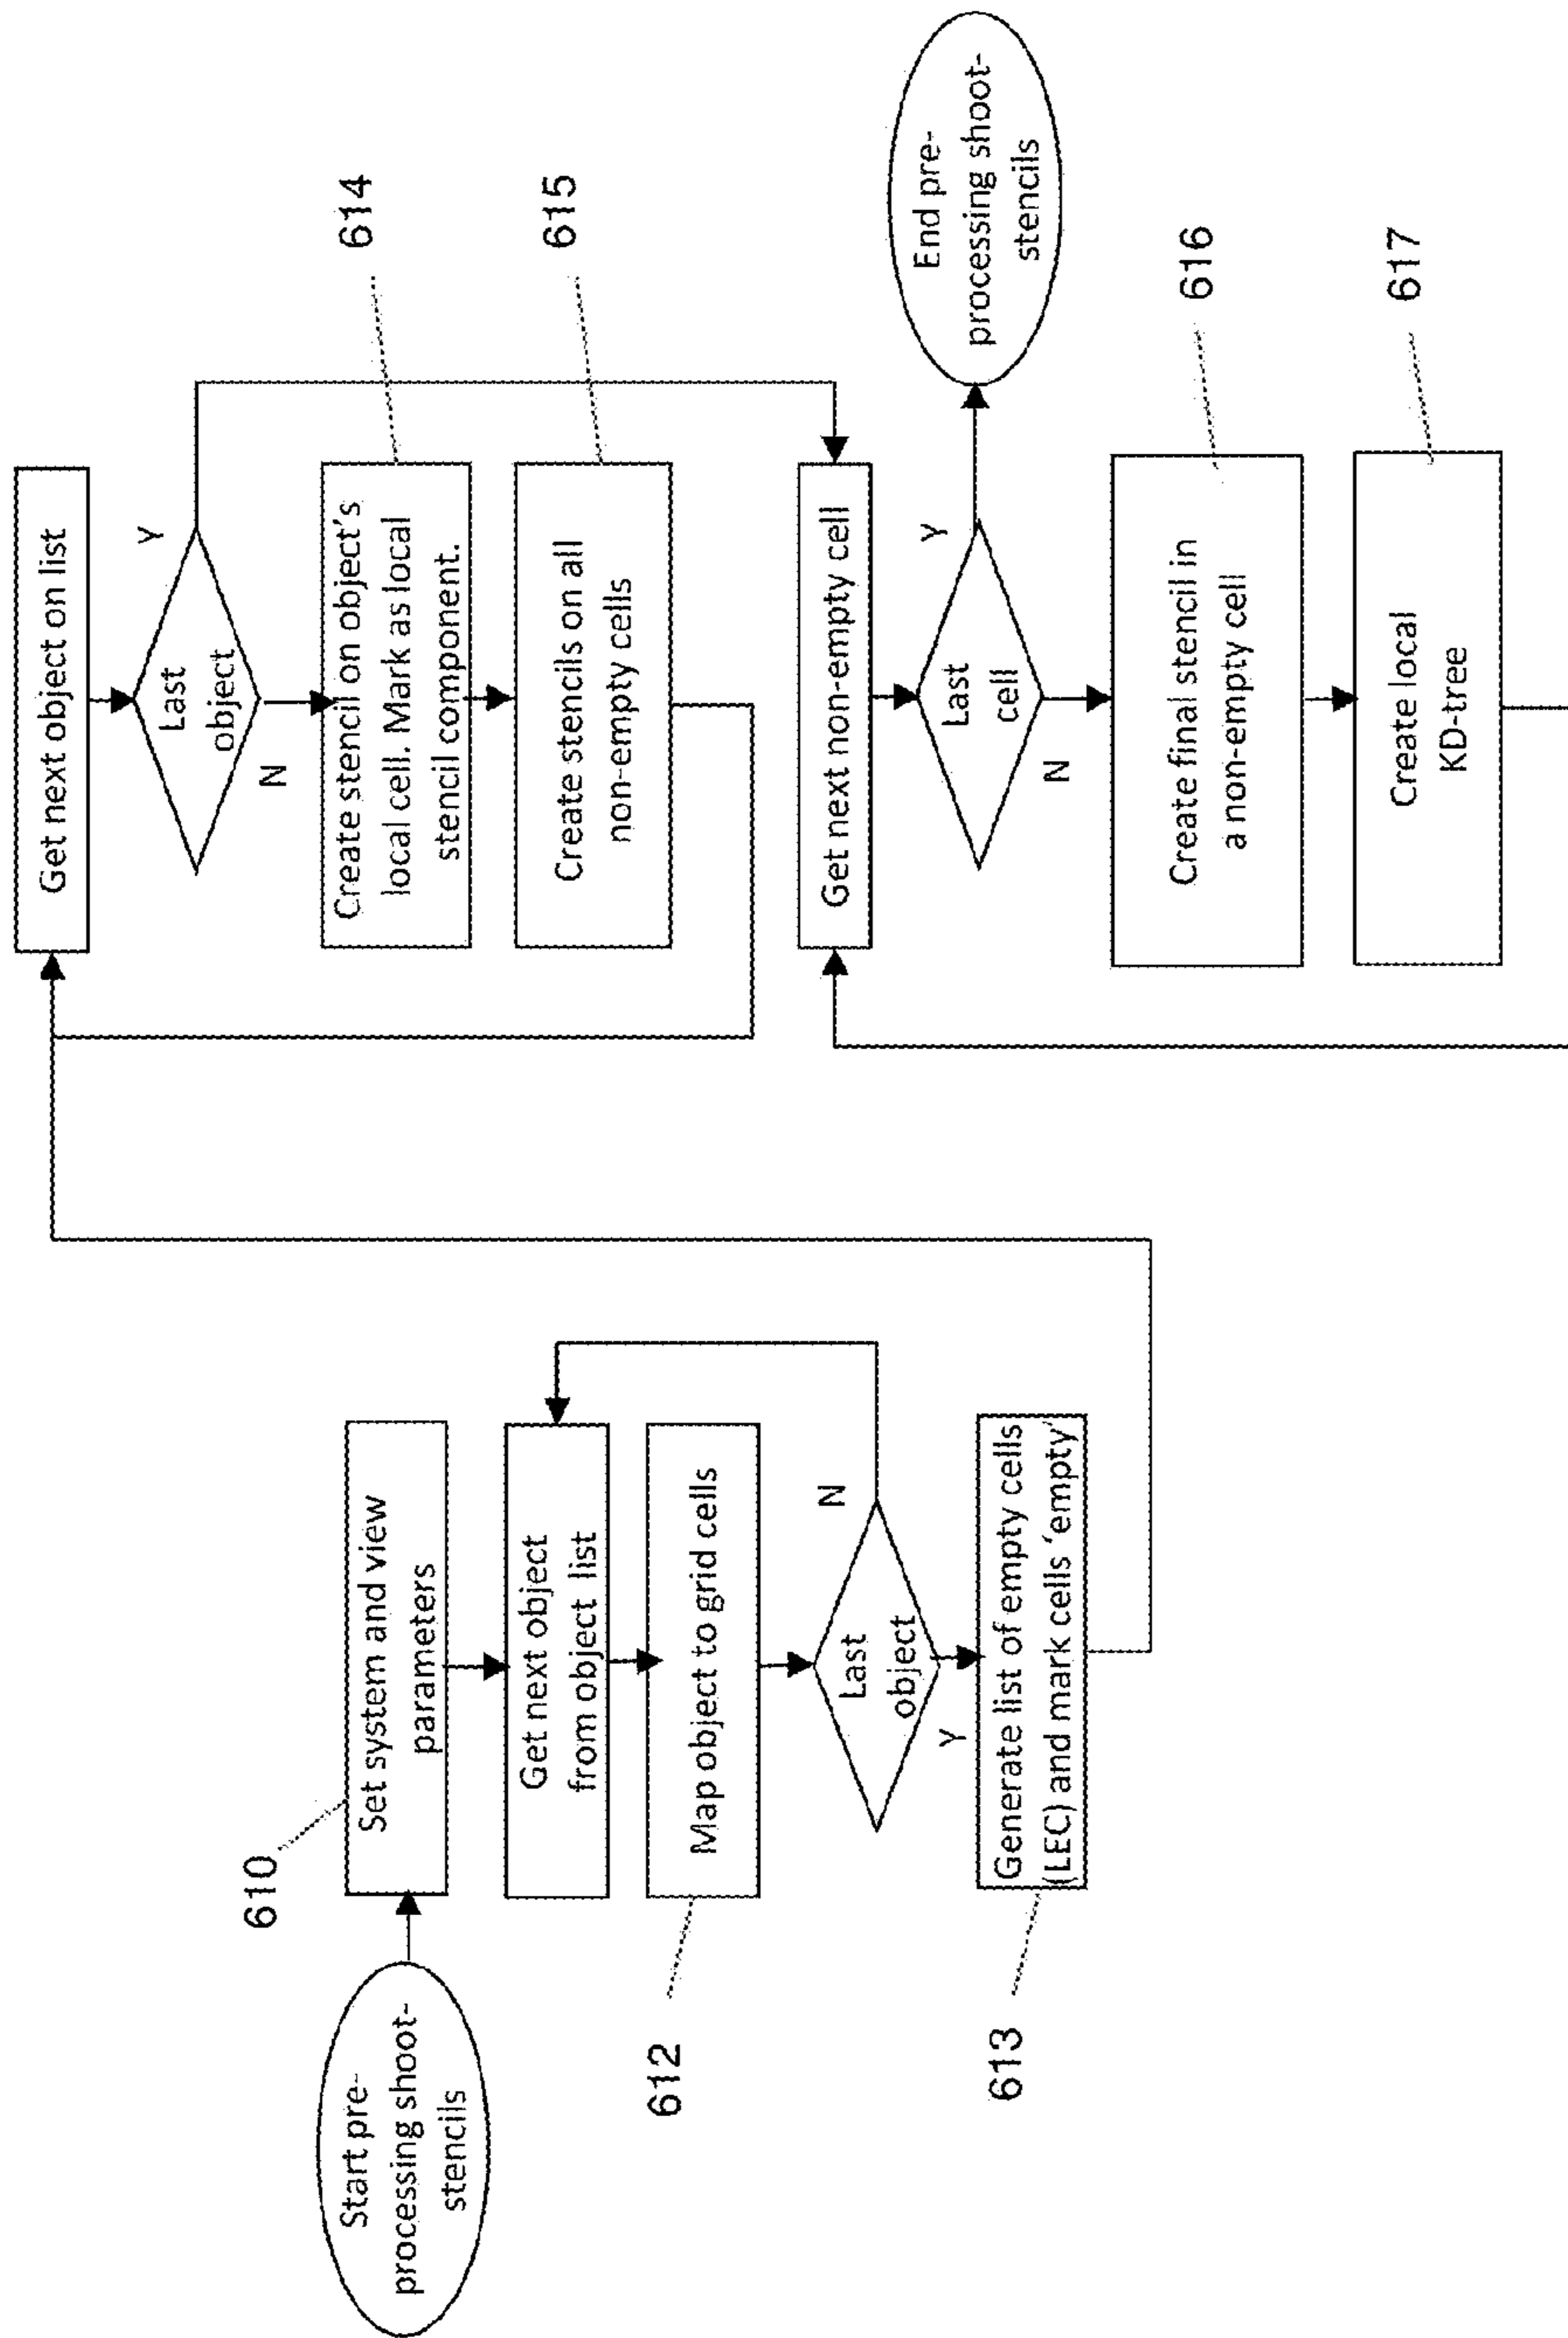 Start pre-
processing shoot-
stencils
610
Set system and view
parameters
Get next object
from object list
612
Map object to grid cells
Last
object
N
Y
613
Generate list of empty cells
(LEC) and mark cells ‘empty’
Get next object on list
Last
object
Y
N
614
Create stencil on object’s
local cell. Mark as local
stencil component.
615
Create stencils on all
non-empty cells
Get next non-empty cell
Last
cell
Y
N
End pre-
processing shoot-
stencils
616
Create final stencil in
a non-empty cell
617
Create local
KD-tree